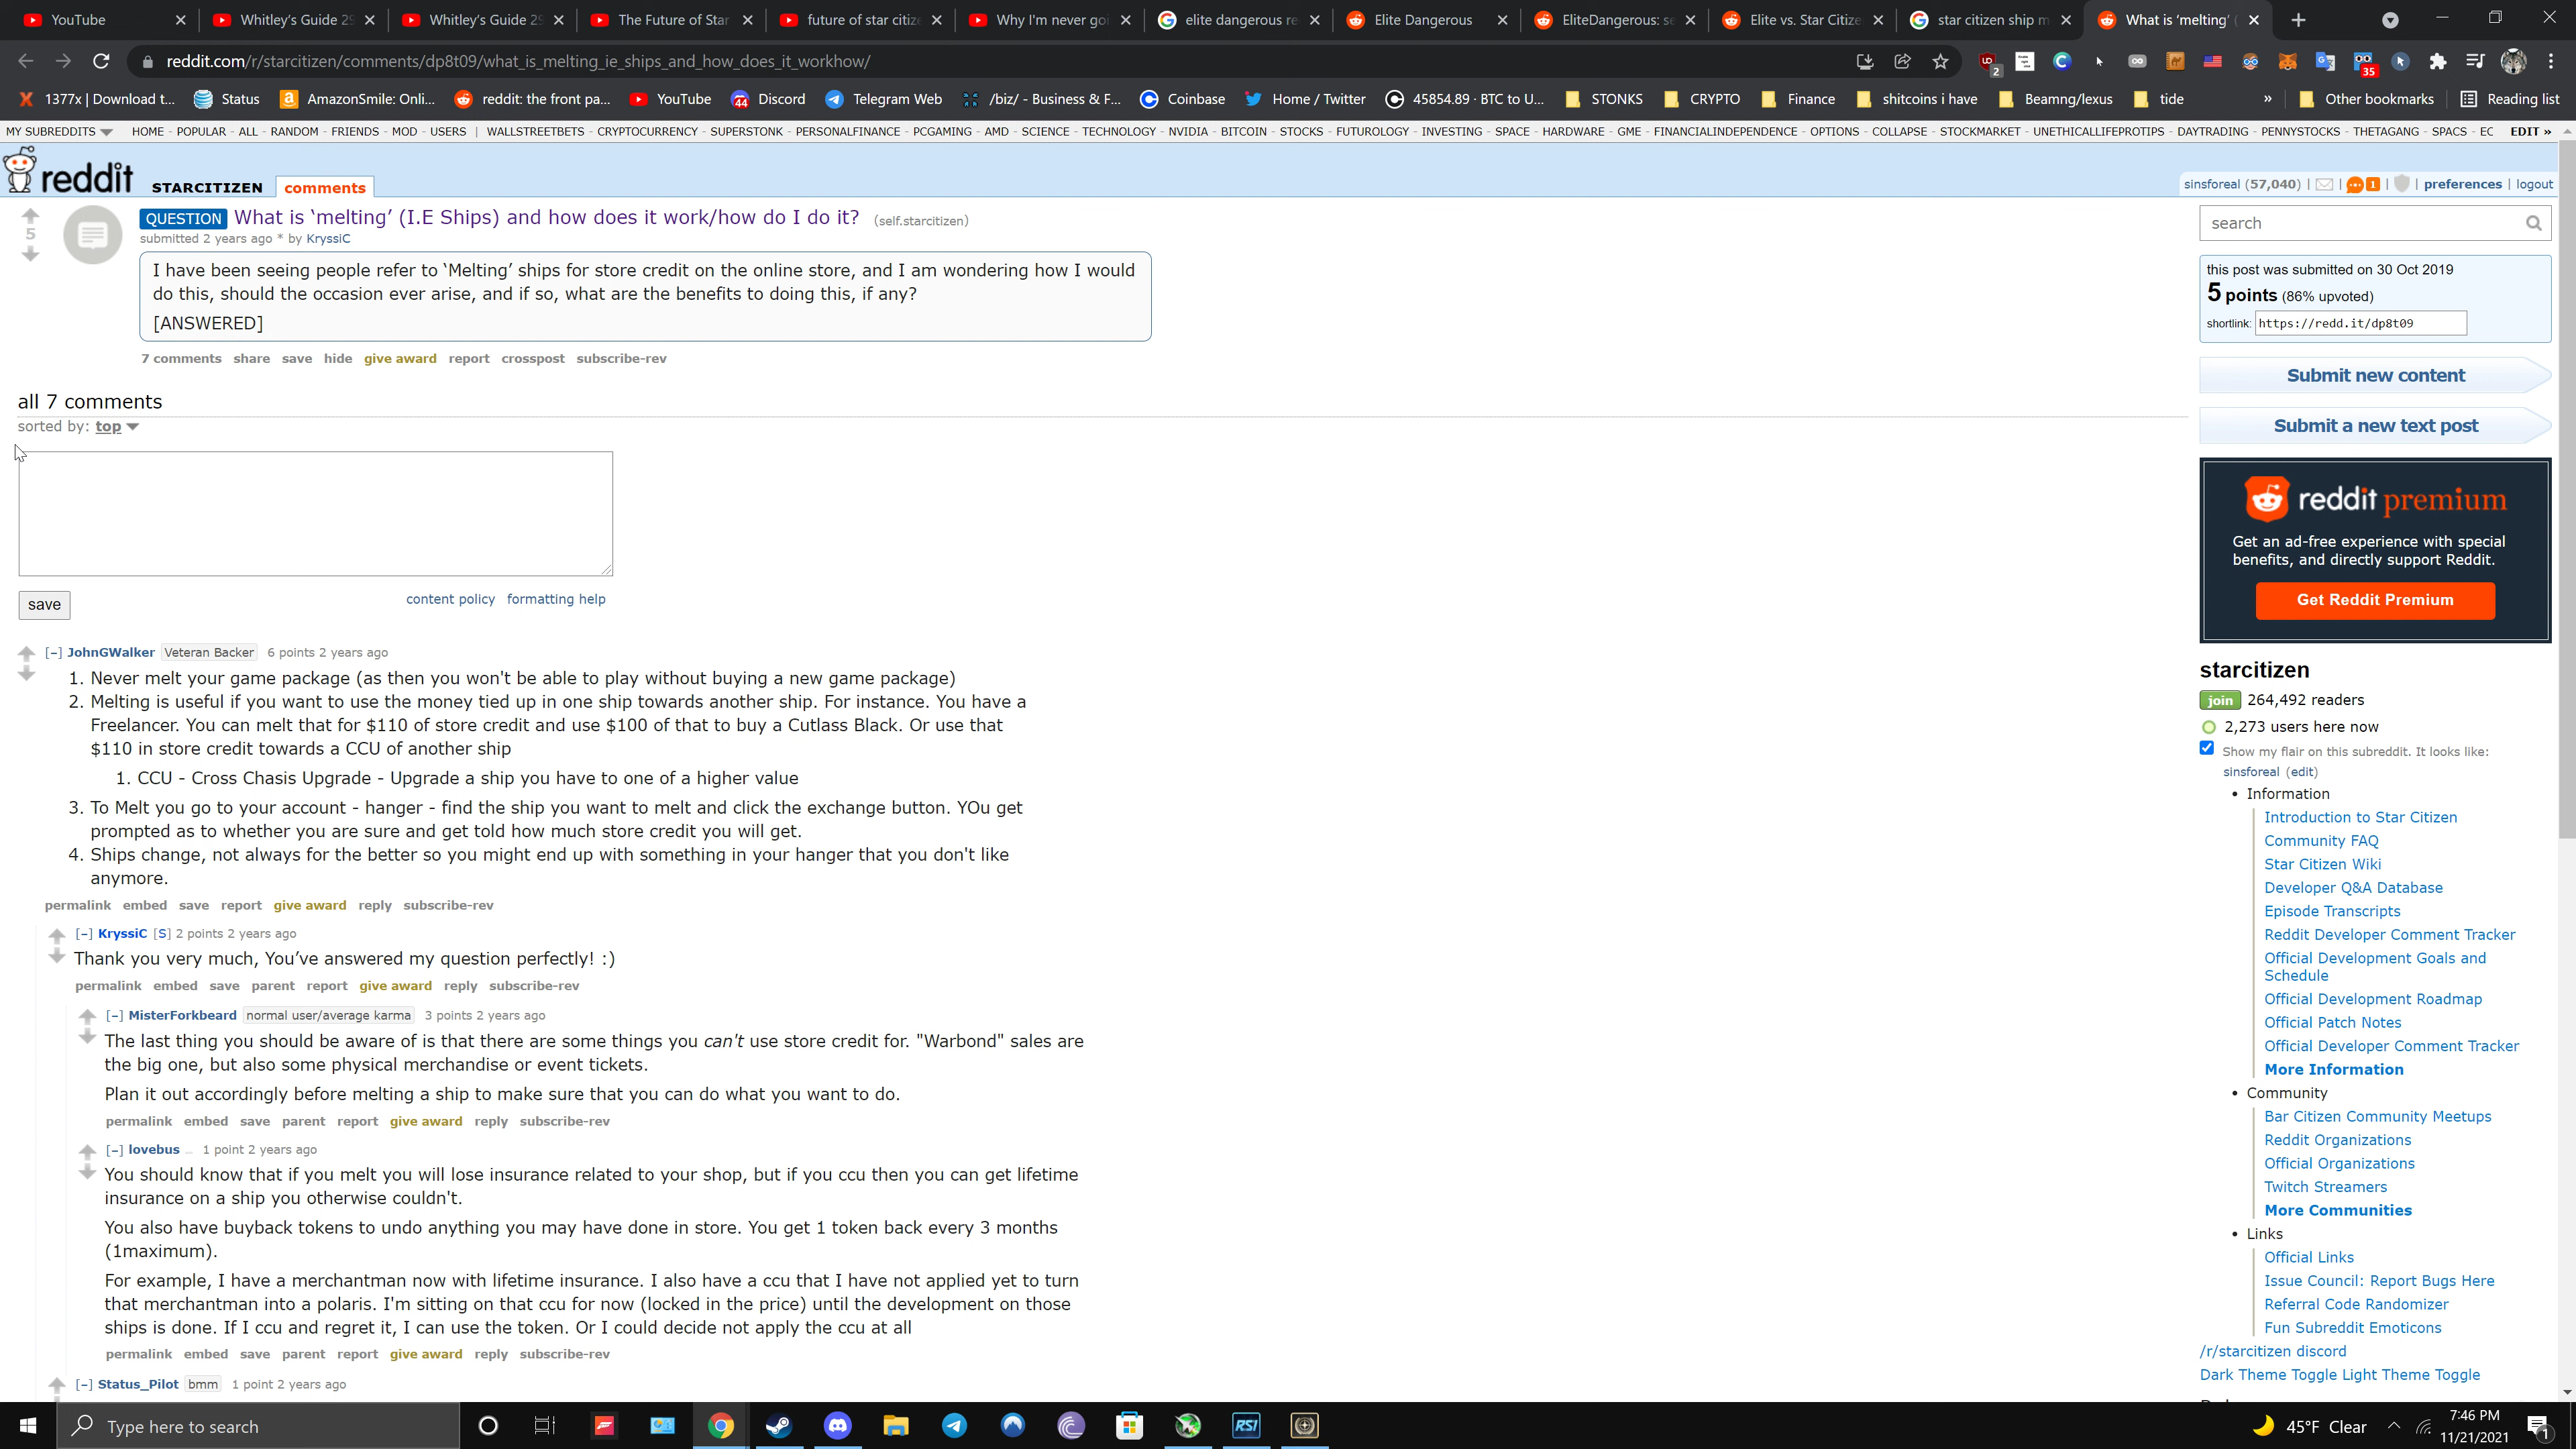 YouTube
Whitley's Guide 29
Whitley's Guide 29
The Future of Star
future of star citize
Why I'm never goi
elite dangerous re
Elite Dangerous
EliteDangerous: se
Elite vs. Star Citize
star citizen ship m
What is 'melting' (
reddit.com/r/starcitizen/comments/dp8t09/what_is_melting_ie_ships_and_how_does_it_workhow/
2
35
1377x | Download t...
Status
AmazonSmile: Onli...
reddit: the front pa...
YouTube
44
Discord
Telegram Web
/biz/ - Business & F...
Coinbase
Home / Twitter
45854.89 · BTC to U...
STONKS
CRYPTO
Finance
shitcoins i have
Beamng/lexus
tide
»
Other bookmarks
Reading list
MY SUBREDDITS HOME - POPULAR - ALL - RANDOM - FRIENDS - MOD - USERS | WALLSTREETBETS - CRYPTOCURRENCY - SUPERSTONK - PERSONALFINANCE - PCGAMING - AMD - SCIENCE - TECHNOLOGY - NVIDIA - BITCOIN - STOCKS - FUTUROLOGY - INVESTING - SPACE - HARDWARE - GME - FINANCIALINDEPENDENCE - OPTIONS - COLLAPSE - STOCKMARKET - UNETHICALLIFEPROTIPS - DAYTRADING - PENNYSTOCKS - THETAGANG - SPACS - EC EDIT »
reddit STARCITIZEN comments
sinsforeal (57,040) | 1 | preferences | logout
5
QUESTION What is ‘melting’ (I.E Ships) and how does it work/how do I do it? (self.starcitizen)
submitted 2 years ago * by KryssiC
I have been seeing people refer to ‘Melting’ ships for store credit on the online store, and I am wondering how I would
do this, should the occasion ever arise, and if so, what are the benefits to doing this, if any?
[ANSWERED]
7 comments share save hide give award report crosspost subscribe-rev
all 7 comments
sorted by: top
save
content policy formatting help
[–] JohnGWalker Veteran Backer 6 points 2 years ago
1. Never melt your game package (as then you won't be able to play without buying a new game package)
2. Melting is useful if you want to use the money tied up in one ship towards another ship. For instance. You have a
Freelancer. You can melt that for $110 of store credit and use $100 of that to buy a Cutlass Black. Or use that
$110 in store credit towards a CCU of another ship
1. CCU - Cross Chasis Upgrade - Upgrade a ship you have to one of a higher value
3. To Melt you go to your account - hanger - find the ship you want to melt and click the exchange button. YOu get
prompted as to whether you are sure and get told how much store credit you will get.
4. Ships change, not always for the better so you might end up with something in your hanger that you don't like
anymore.
permalink embed save report give award reply subscribe-rev
[–] KryssiC [S] 2 points 2 years ago
Thank you very much, You’ve answered my question perfectly! :)
permalink embed save parent report give award reply subscribe-rev
[–] MisterForkbeard normal user/average karma 3 points 2 years ago
The last thing you should be aware of is that there are some things you can't use store credit for. "Warbond" sales are
the big one, but also some physical merchandise or event tickets.
Plan it out accordingly before melting a ship to make sure that you can do what you want to do.
permalink embed save parent report give award reply subscribe-rev
[–] lovebus ... 1 point 2 years ago
You should know that if you melt you will lose insurance related to your shop, but if you ccu then you can get lifetime
insurance on a ship you otherwise couldn't.
You also have buyback tokens to undo anything you may have done in store. You get 1 token back every 3 months
(1maximum).
For example, I have a merchantman now with lifetime insurance. I also have a ccu that I have not applied yet to turn
that merchantman into a polaris. I'm sitting on that ccu for now (locked in the price) until the development on those
ships is done. If I ccu and regret it, I can use the token. Or I could decide not apply the ccu at all
permalink embed save parent report give award reply subscribe-rev
[–] Status_Pilot bmm 1 point 2 years ago
search
this post was submitted on 30 Oct 2019
5 points (86% upvoted)
shortlink: https://redd.it/dp8t09
Submit new content
Submit a new text post
reddit premium
Get an ad-free experience with special
benefits, and directly support Reddit.
Get Reddit Premium
starcitizen
join 264,492 readers
2,273 users here now
Show my flair on this subreddit. It looks like:
sinsforeal (edit)
• Information
Introduction to Star Citizen
Community FAQ
Star Citizen Wiki
Developer Q&A Database
Episode Transcripts
Reddit Developer Comment Tracker
Official Development Goals and
Schedule
Official Development Roadmap
Official Patch Notes
Official Developer Comment Tracker
More Information
• Community
Bar Citizen Community Meetups
Reddit Organizations
Official Organizations
Twitch Streamers
More Communities
• Links
Official Links
Issue Council: Report Bugs Here
Referral Code Randomizer
Fun Subreddit Emoticons
/r/starcitizen discord
Dark Theme Toggle Light Theme Toggle
Type here to search
RSI
45°F Clear
7:46 PM
11/21/2021
1